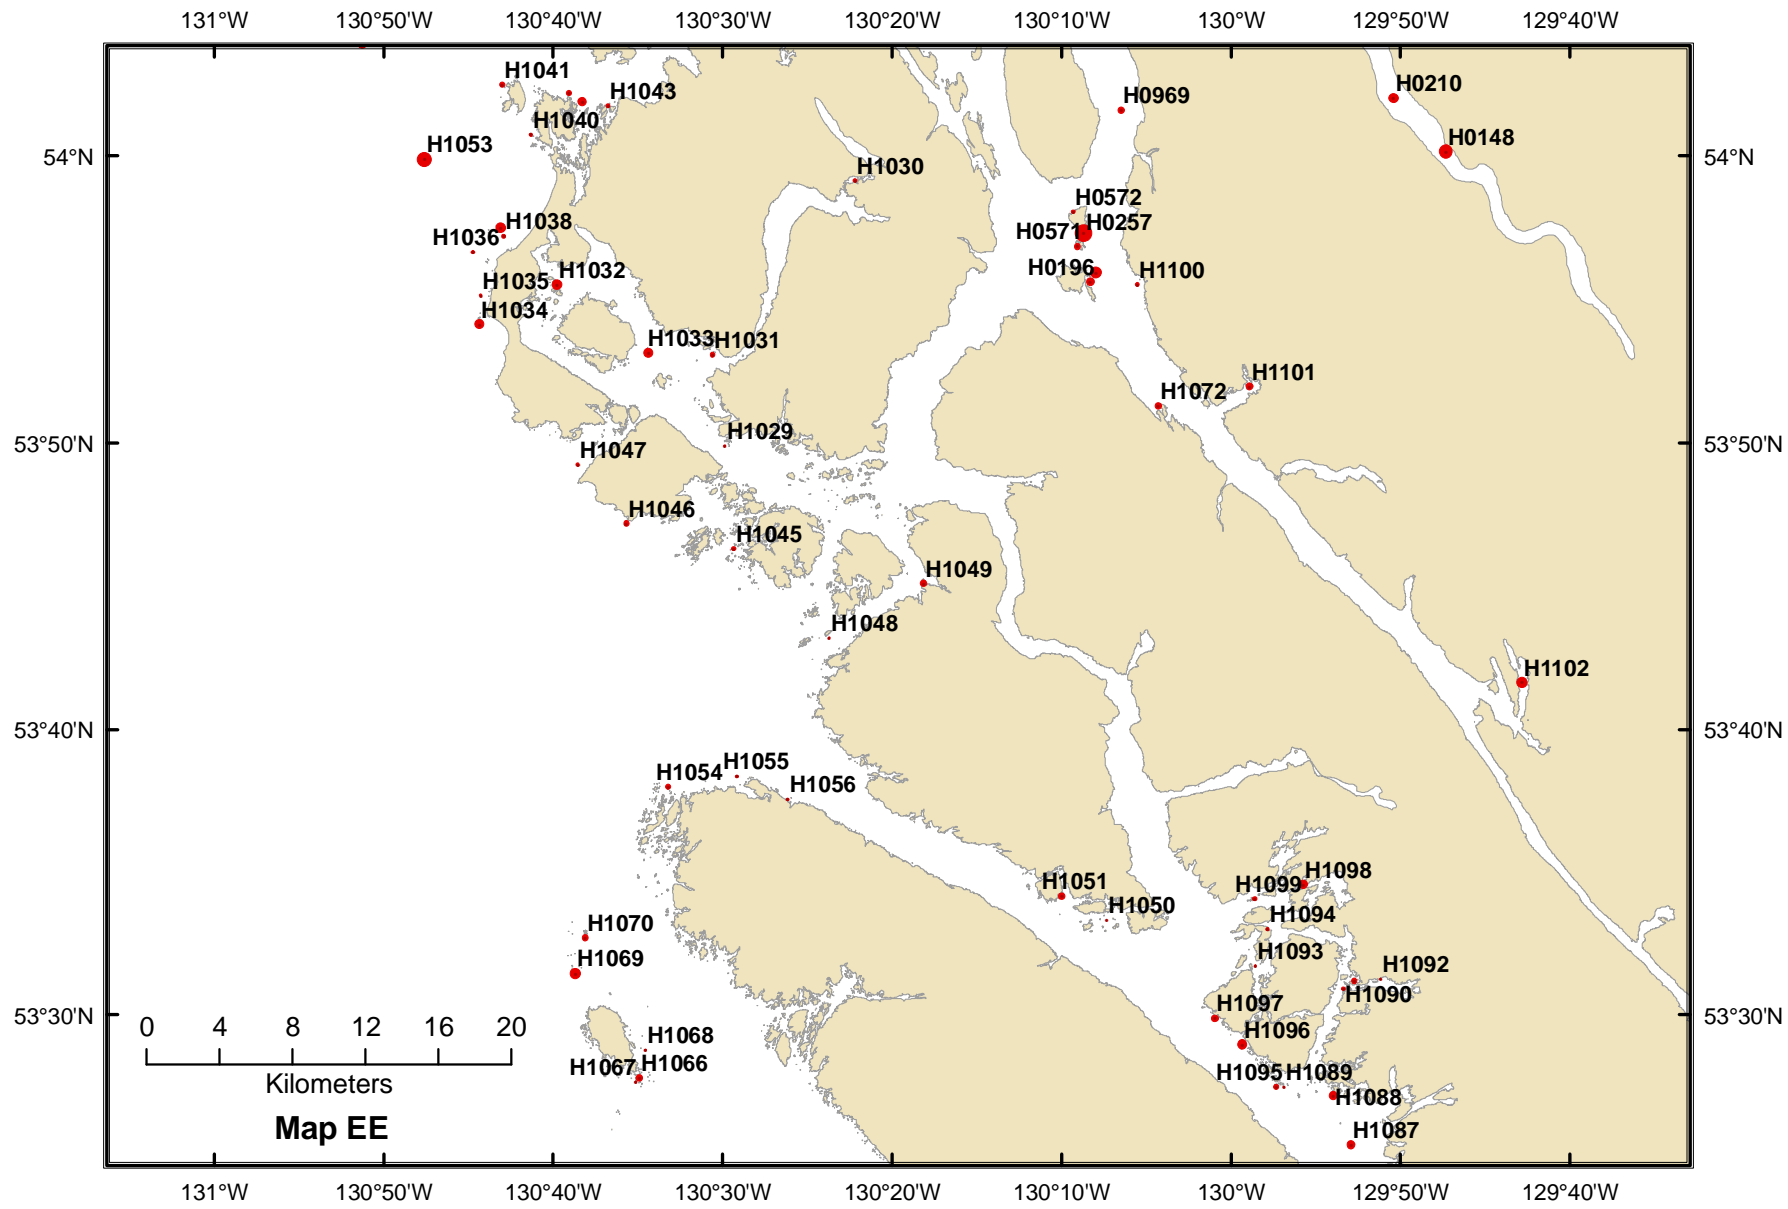 131°W 130°50'W 130°40'W 130°30'W 130°20'W 130°10'W 130°W 129°50'W 129°40'W
H1041
H1043
H0969
H0210
H1040
H0148
H1053
54°N
54°N
H1030
H0572
H1038
H0257
H0571
H1036
H1032
H0196
H1100
H1035
H1034
H1033
H1031
H1101
H1072
H1029
53°50'N
53°50'N
H1047
H1046
H1045
H1049
H1048
H1102
53°40'N
53°40'N
H1055
H1054
H1056
H1098
H1051
H1099
H1050
H1094
H1070
H1093
H1069
H1092
H1090
H1097
53°30'N
53°30'N
0 4 8 12 16 20
H1068
H1096
H1067
H1066
Kilometers
H1095
H1089
H1088
Map EE
H1087
131°W 130°50'W 130°40'W 130°30'W 130°20'W 130°10'W 130°W 129°50'W 129°40'W